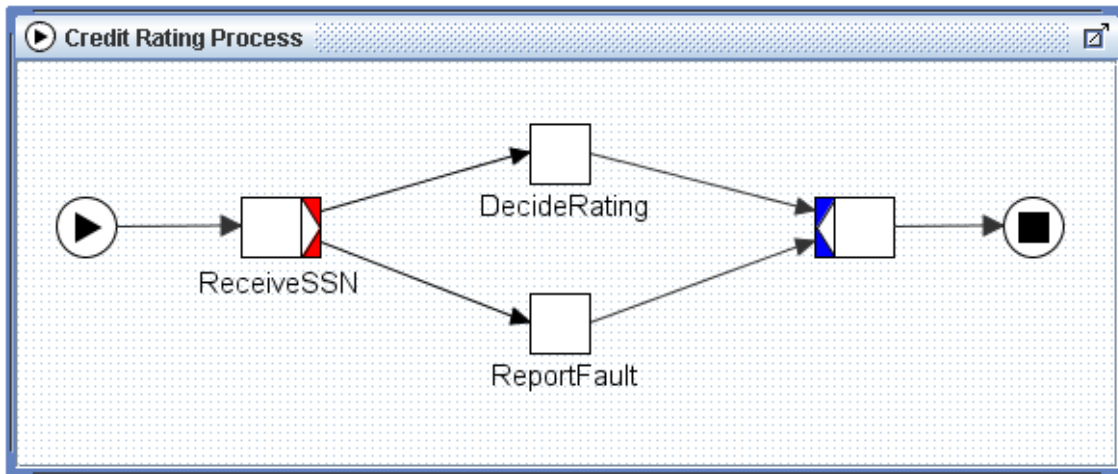 Credit Rating Process
DecideRating
ReceiveSSN
ReportFault